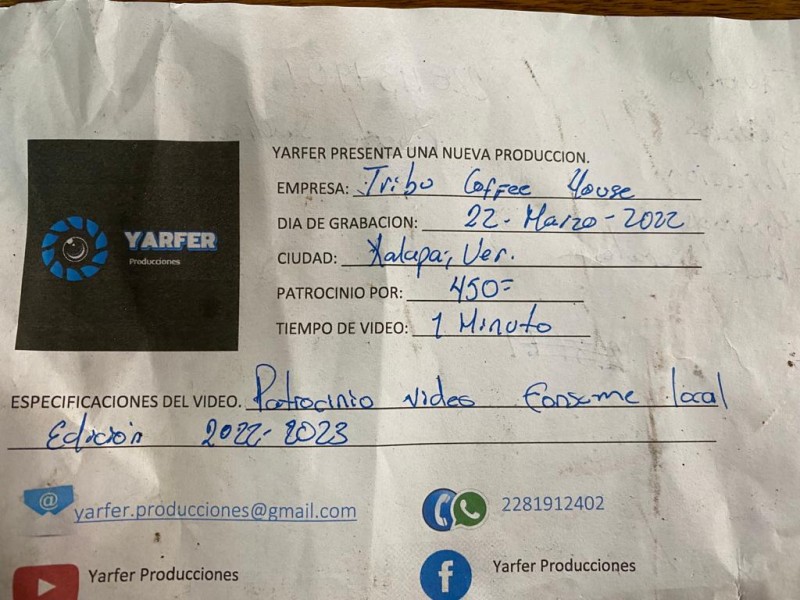 YARFER PRESENTA UNA NUEVA PRODUCCION.
EMPRESA: Tribu Coffee House
DIA DE GRABACION: 22 - Marzo - 2022
CIUDAD: Xalapa, Ver.
PATROCINIO POR: 450=
TIEMPO DE VIDEO: 1 Minuto
YARFER
Producciones
ESPECIFICACIONES DEL VIDEO. Patrocinio video Consume local
Edición 2022-2023
@ yarfer.producciones@gmail.com
2281912402
Yarfer Producciones
f Yarfer Producciones